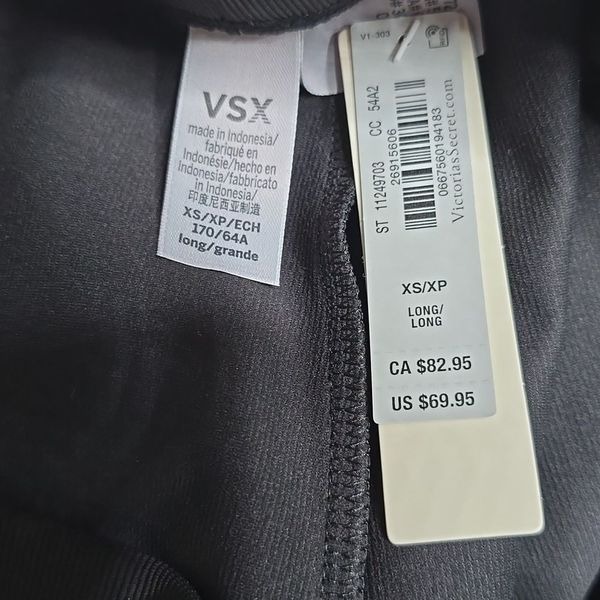 VSX
made in Indonesia/
fabriqué en
Indonésie/hecho en
Indonesia/fabbricato
in Indonesia/
印度尼西亚制造
XS/XP/ECH
170/64A
long/grande
V1-303
ST 11249703 CC 54A2
26915606
0667560194183
VictoriasSecret.com
XS/XP
LONG/
LONG
CA $82.95
US $69.95